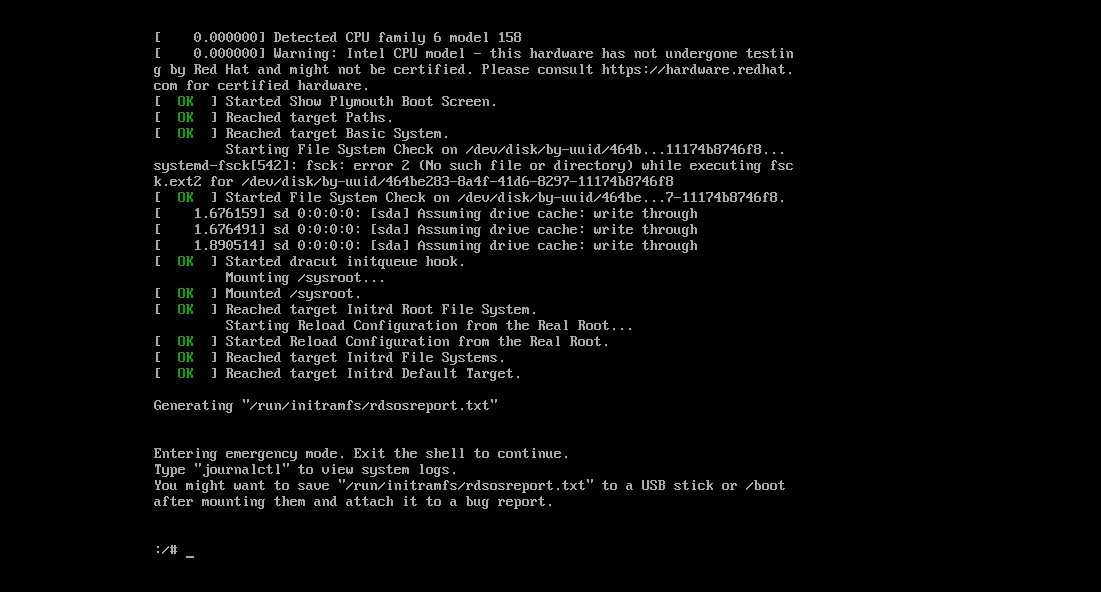 [    0.000000] Detected CPU family 6 model 158
[    0.000000] Warning: Intel CPU model - this hardware has not undergone testin
g by Red Hat and might not be certified. Please consult https://hardware.redhat.
com for certified hardware.
[  OK  ] Started Show Plymouth Boot Screen.
[  OK  ] Reached target Paths.
[  OK  ] Reached target Basic System.
         Starting File System Check on /dev/disk/by-uuid/464b...11174b8746f8...
systemd-fsck[542]: fsck: error 2 (No such file or directory) while executing fsc
k.ext2 for /dev/disk/by-uuid/464be283-8a4f-41d6-8297-11174b8746f8
[  OK  ] Started File System Check on /dev/disk/by-uuid/464be...7-11174b8746f8.
[    1.676159] sd 0:0:0:0: [sda] Assuming drive cache: write through
[    1.676491] sd 0:0:0:0: [sda] Assuming drive cache: write through
[    1.890514] sd 0:0:0:0: [sda] Assuming drive cache: write through
[  OK  ] Started dracut initqueue hook.
         Mounting /sysroot...
[  OK  ] Mounted /sysroot.
[  OK  ] Reached target Initrd Root File System.
         Starting Reload Configuration from the Real Root...
[  OK  ] Started Reload Configuration from the Real Root.
[  OK  ] Reached target Initrd File Systems.
[  OK  ] Reached target Initrd Default Target.
Generating "/run/initramfs/rdsosreport.txt"
Entering emergency mode. Exit the shell to continue.
Type "journalctl" to view system logs.
You might want to save "/run/initramfs/rdsosreport.txt" to a USB stick or /boot
after mounting them and attach it to a bug report.
:/# _